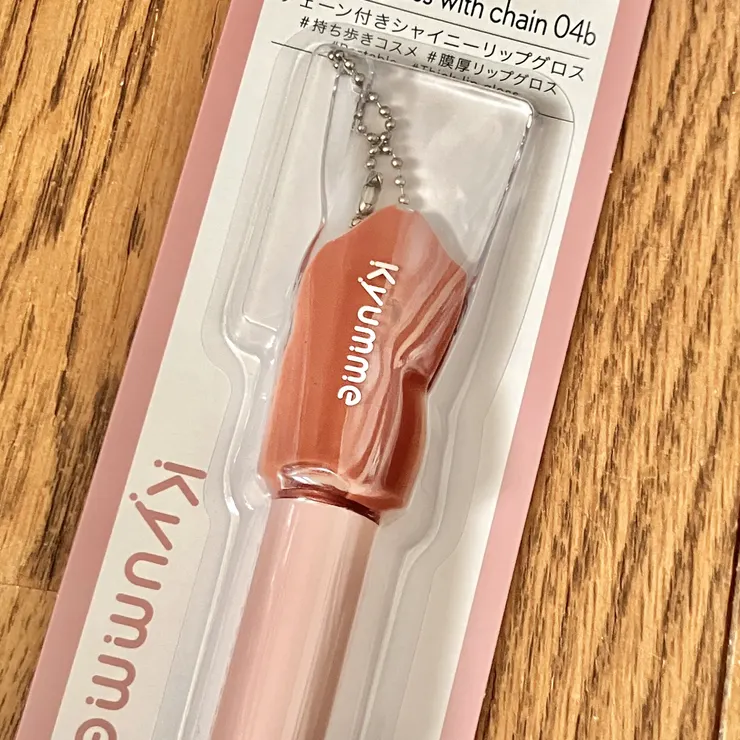 with chain 04b
ェーン付きシャイニーリップグロス
#持ち歩きコスメ #膜厚リップグロス
kyumme
kyumme